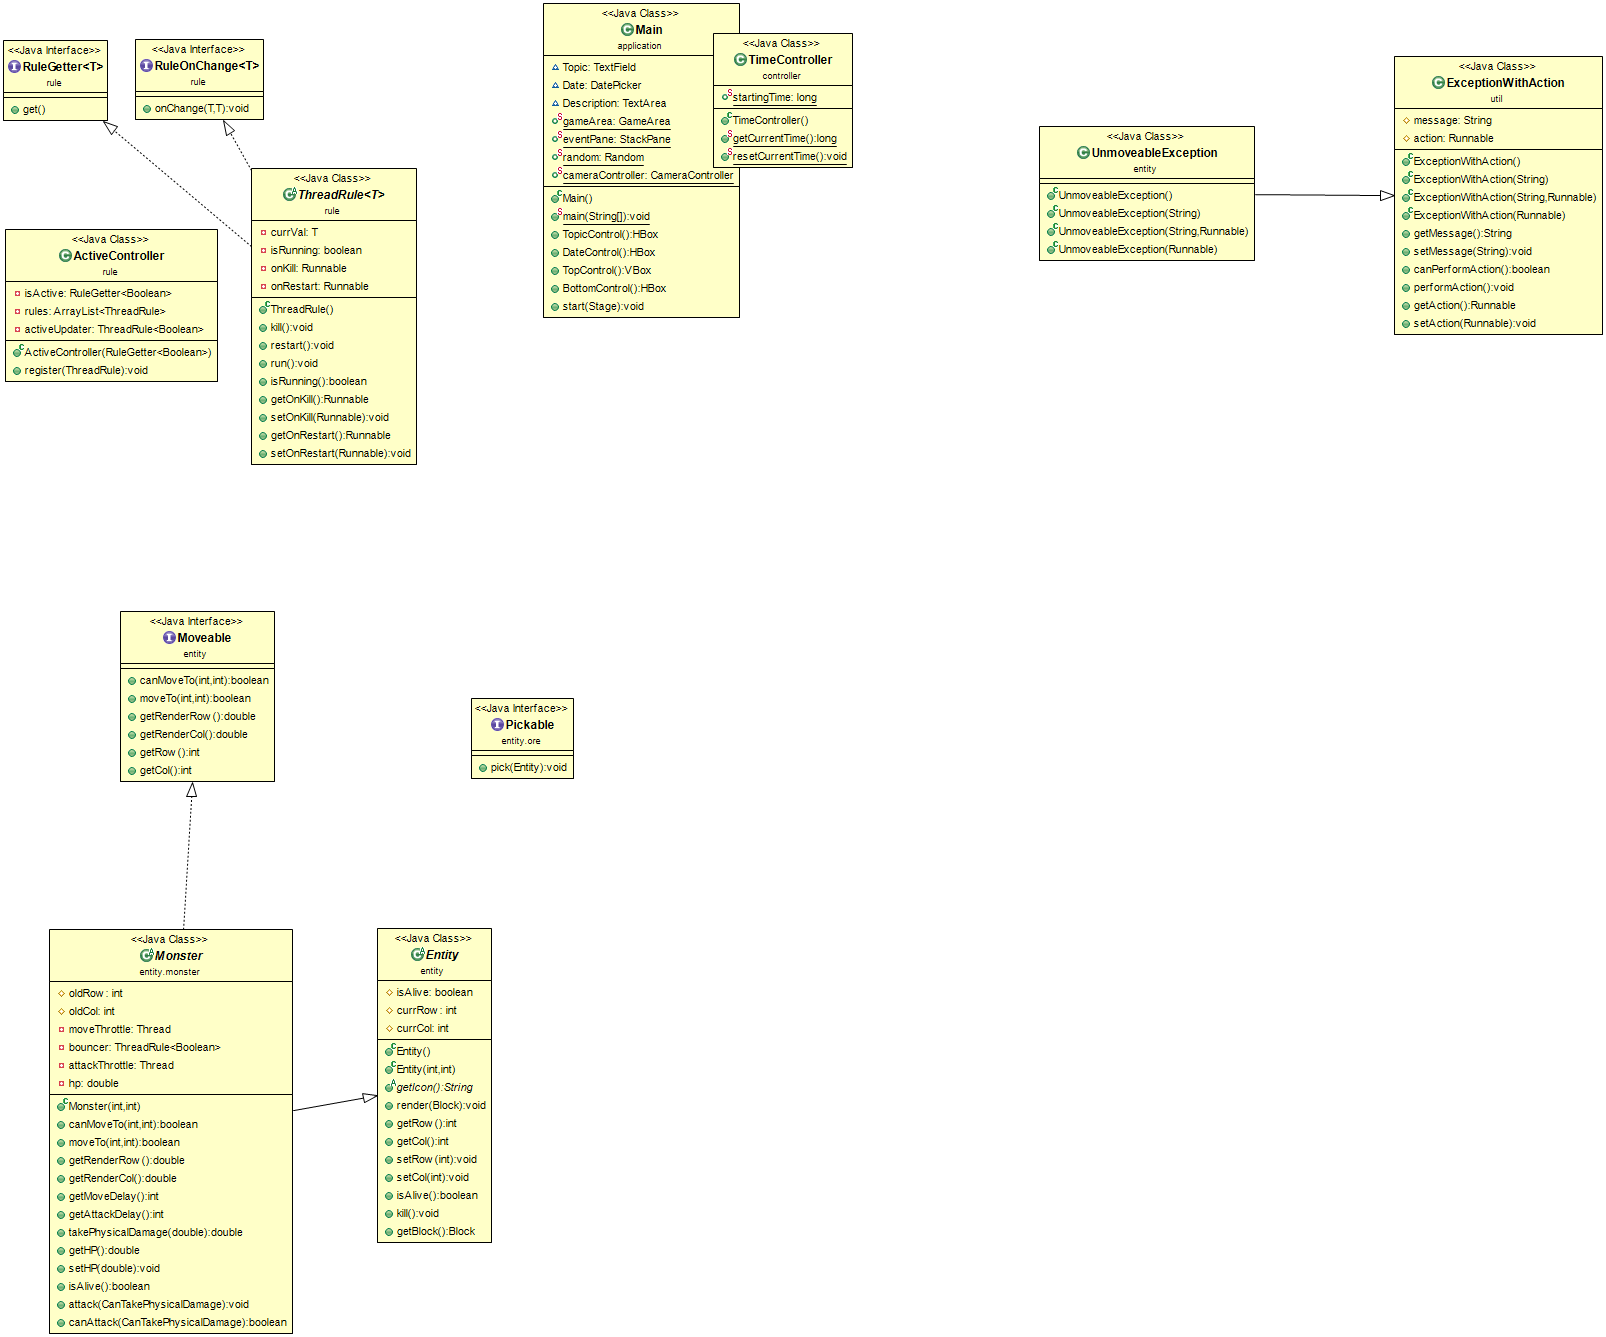 <<Java Interface>>
RuleGetter<T>
rule
get()
<<Java Interface>>
RuleOnChange<T>
rule
onChange(T,T):void
<<Java Class>>
ThreadRule<T>
rule
currVal: T
isRunning: boolean
onKill: Runnable
onRestart: Runnable
ThreadRule()
kill():void
restart():void
run():void
isRunning():boolean
getOnKill():Runnable
setOnKill(Runnable):void
getOnRestart():Runnable
setOnRestart(Runnable):void
<<Java Class>>
ActiveController
rule
isActive: RuleGetter<Boolean>
rules: ArrayList<ThreadRule>
activeUpdater: ThreadRule<Boolean>
ActiveController(RuleGetter<Boolean>)
register(ThreadRule):void
<<Java Class>>
Main
application
Topic: TextField
Date: DatePicker
Description: TextArea
gameArea: GameArea
eventPane: StackPane
random: Random
cameraController: CameraController
Main()
main(String[]):void
TopicControl():HBox
DateControl():HBox
TopControl():VBox
BottomControl():HBox
start(Stage):void
<<Java Class>>
TimeController
controller
startingTime: long
TimeController()
getCurrentTime():long
resetCurrentTime():void
<<Java Class>>
UnmoveableException
entity
UnmoveableException()
UnmoveableException(String)
UnmoveableException(String,Runnable)
UnmoveableException(Runnable)
<<Java Class>>
ExceptionWithAction
util
message: String
action: Runnable
ExceptionWithAction()
ExceptionWithAction(String)
ExceptionWithAction(String,Runnable)
ExceptionWithAction(Runnable)
getMessage():String
setMessage(String):void
canPerformAction():boolean
performAction():void
getAction():Runnable
setAction(Runnable):void
<<Java Interface>>
Moveable
entity
canMoveTo(int,int):boolean
moveTo(int,int):boolean
getRenderRow():double
getRenderCol():double
getRow():int
getCol():int
<<Java Interface>>
Pickable
entity.ore
pick(Entity):void
<<Java Class>>
Monster
entity.monster
oldRow: int
oldCol: int
moveThrottle: Thread
bouncer: ThreadRule<Boolean>
attackThrottle: Thread
hp: double
Monster(int,int)
canMoveTo(int,int):boolean
moveTo(int,int):boolean
getRenderRow():double
getRenderCol():double
getMoveDelay():int
getAttackDelay():int
takePhysicalDamage(double):double
getHP():double
setHP(double):void
isAlive():boolean
attack(CanTakePhysicalDamage):void
canAttack(CanTakePhysicalDamage):boolean
<<Java Class>>
Entity
entity
isAlive: boolean
currRow: int
currCol: int
Entity()
Entity(int,int)
getIcon():String
render(Block):void
getRow():int
getCol():int
setRow(int):void
setCol(int):void
isAlive():boolean
kill():void
getBlock():Block